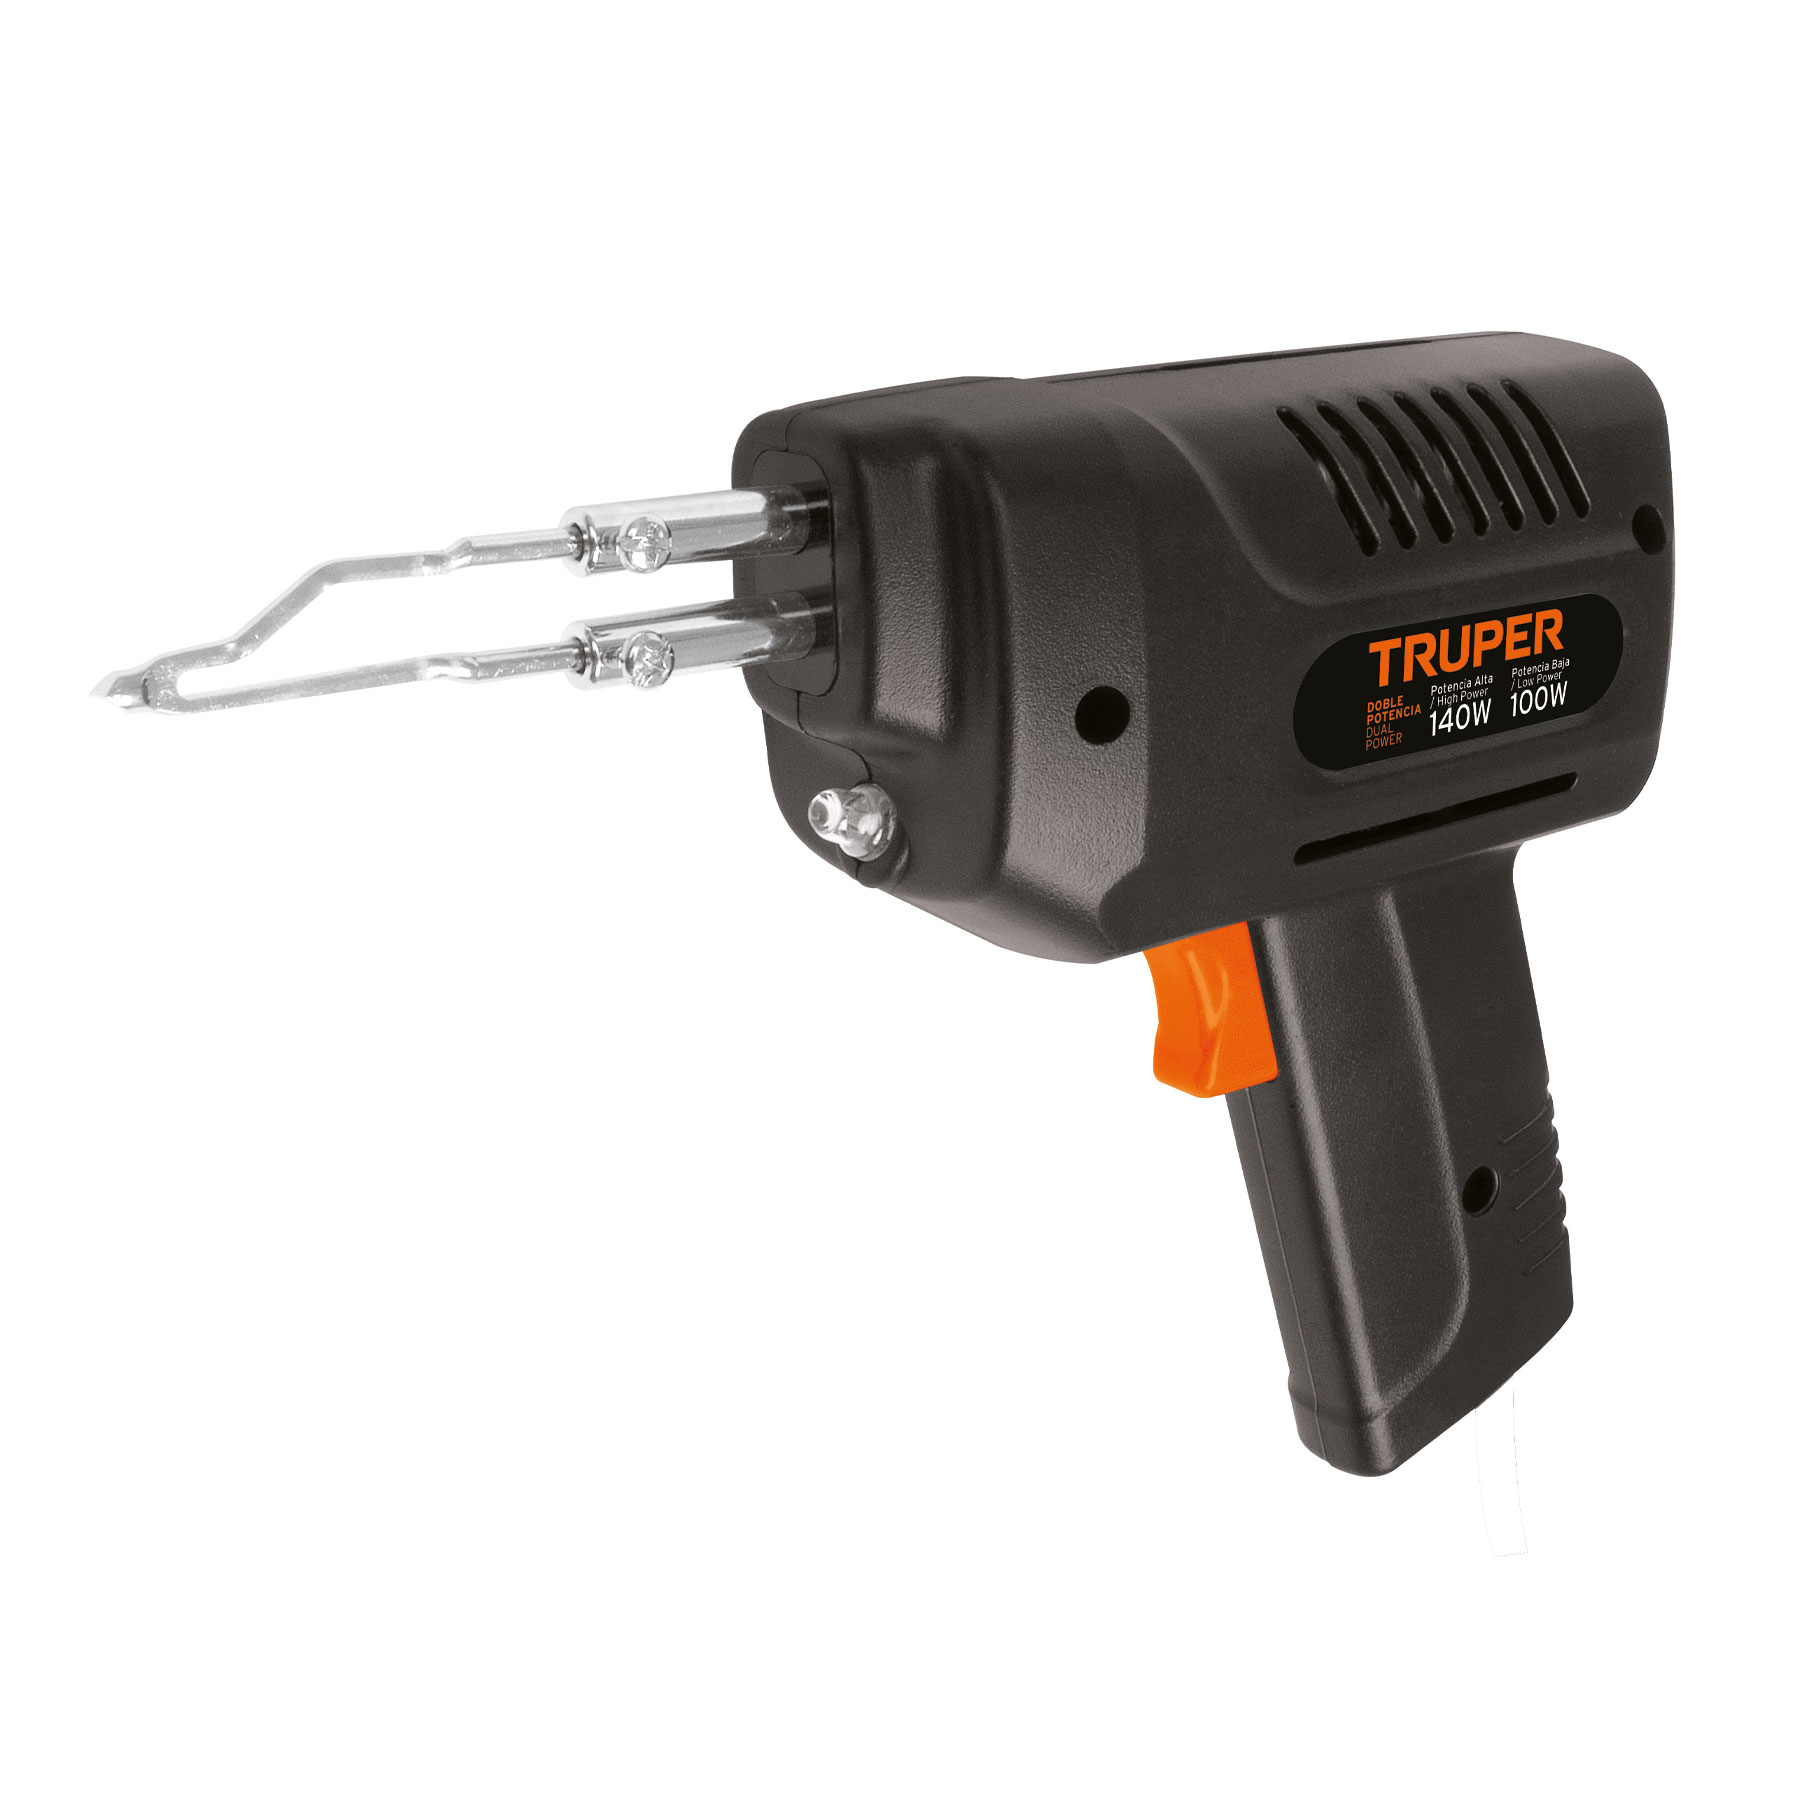 TRUPER
DOBLE
POTENCIA
DUAL
POWER
Potencia Alta
/ High Power
140W
Potencia Baja
/ Low Power
100W